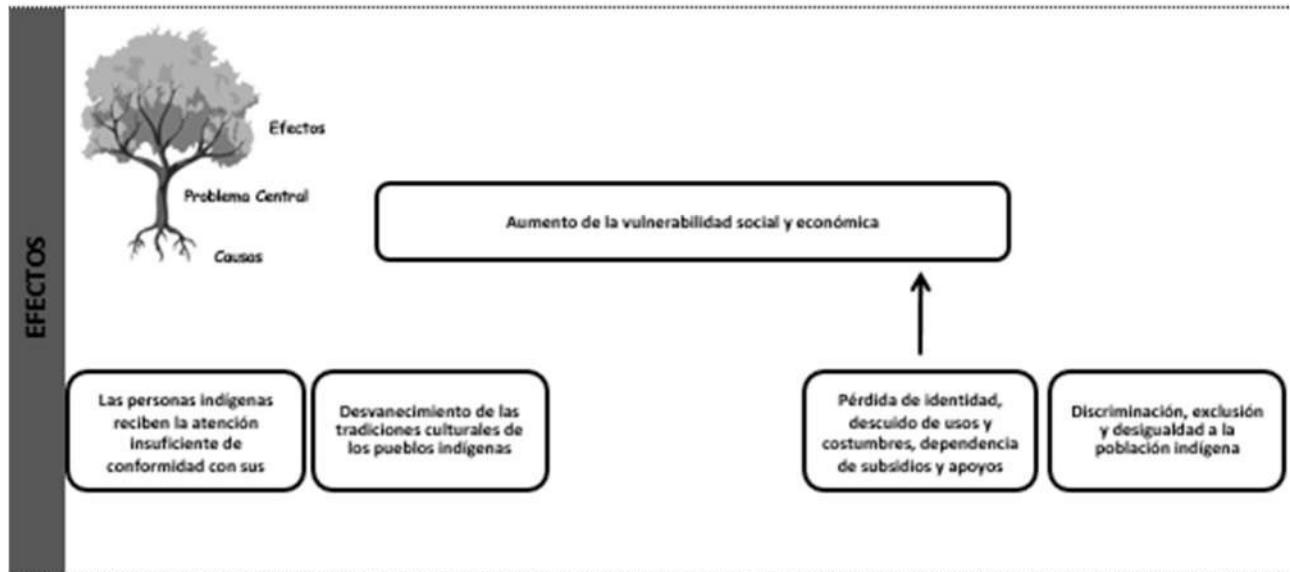 EFECTOS
Efectos
Problema Central
Causas
Aumento de la vulnerabilidad social y económica
Las personas indígenas
reciben la atención
insuficiente de
conformidad con sus
Desvanecimiento de las
tradiciones culturales de
los pueblos indígenas
Pérdida de identidad,
descuido de usos y
costumbres, dependencia
de subsidios y apoyos
Discriminación, exclusión
y desigualdad a la
población indígena